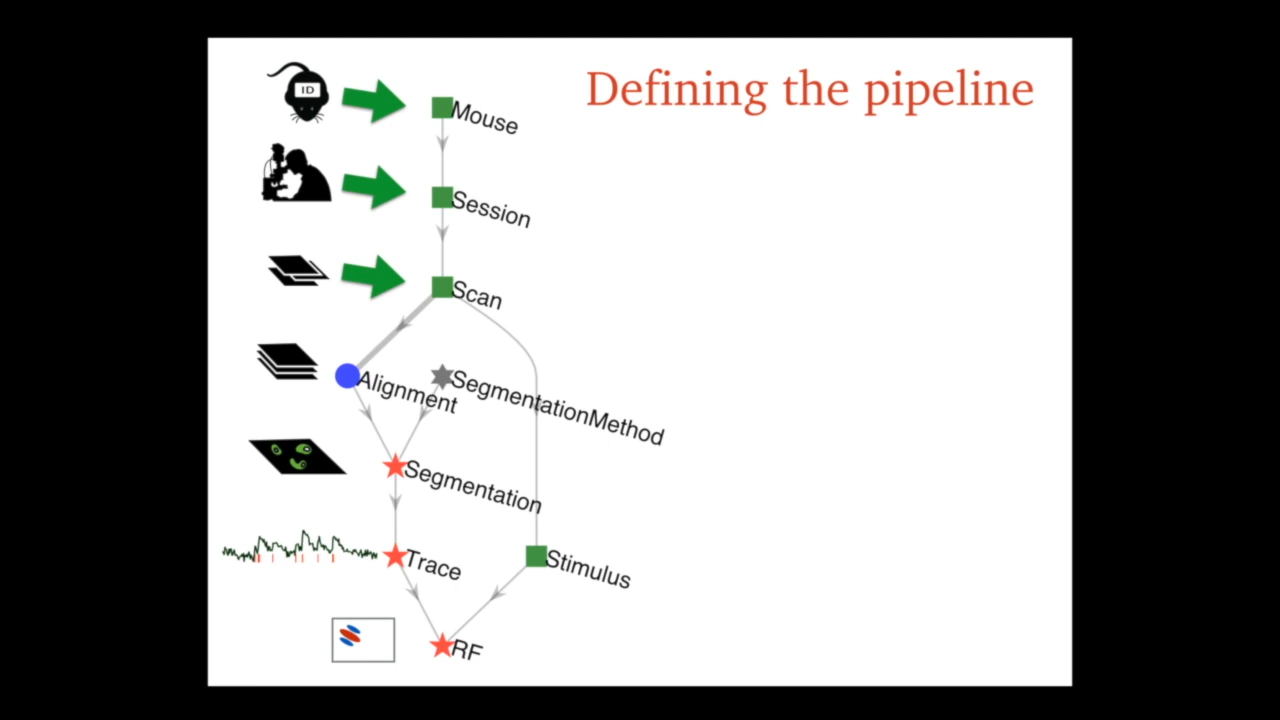 Defining the pipeline
ID
Mouse
Session
Scan
Alignment
SegmentationMethod
Segmentation
Trace
Stimulus
RF